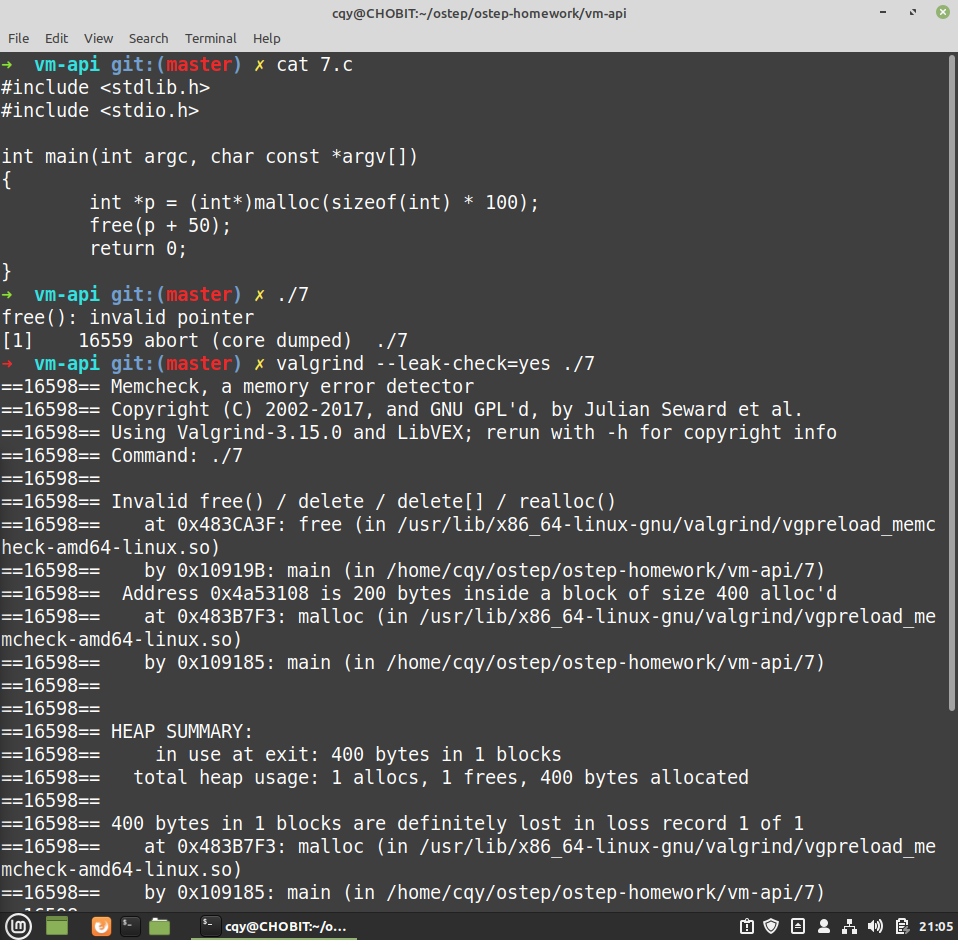 cqy@CHOBIT:~/ostep/ostep-homework/vm-api
File Edit View Search Terminal Help
➜ vm-api git:(master) ✗ cat 7.c
#include <stdlib.h>
#include <stdio.h>
int main(int argc, char const *argv[])
{
        int *p = (int*)malloc(sizeof(int) * 100);
        free(p + 50);
        return 0;
}
➜ vm-api git:(master) ✗ ./7
free(): invalid pointer
[1]    16559 abort (core dumped)  ./7
➜ vm-api git:(master) ✗ valgrind --leak-check=yes ./7
==16598== Memcheck, a memory error detector
==16598== Copyright (C) 2002-2017, and GNU GPL'd, by Julian Seward et al.
==16598== Using Valgrind-3.15.0 and LibVEX; rerun with -h for copyright info
==16598== Command: ./7
==16598==
==16598== Invalid free() / delete / delete[] / realloc()
==16598==    at 0x483CA3F: free (in /usr/lib/x86_64-linux-gnu/valgrind/vgpreload_memc
heck-amd64-linux.so)
==16598==    by 0x10919B: main (in /home/cqy/ostep/ostep-homework/vm-api/7)
==16598==  Address 0x4a53108 is 200 bytes inside a block of size 400 alloc'd
==16598==    at 0x483B7F3: malloc (in /usr/lib/x86_64-linux-gnu/valgrind/vgpreload_me
mcheck-amd64-linux.so)
==16598==    by 0x109185: main (in /home/cqy/ostep/ostep-homework/vm-api/7)
==16598==
==16598==
==16598== HEAP SUMMARY:
==16598==     in use at exit: 400 bytes in 1 blocks
==16598==   total heap usage: 1 allocs, 1 frees, 400 bytes allocated
==16598==
==16598== 400 bytes in 1 blocks are definitely lost in loss record 1 of 1
==16598==    at 0x483B7F3: malloc (in /usr/lib/x86_64-linux-gnu/valgrind/vgpreload_me
mcheck-amd64-linux.so)
==16598==    by 0x109185: main (in /home/cqy/ostep/ostep-homework/vm-api/7)
cqy@CHOBIT:~/o... 21:05